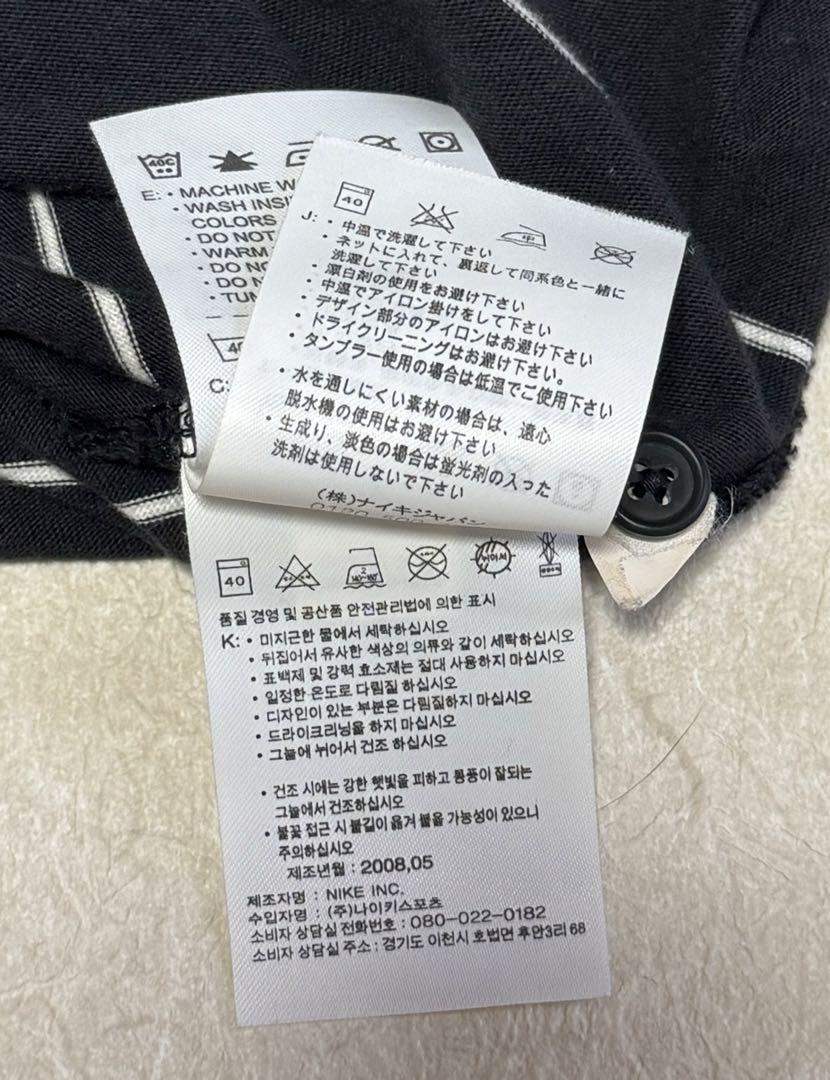 40C
E: • MACHINE W
• WASH INSI
COLORS
• DO NOT
• WARM
• DO NO
• DO N
• TUN
C:
40
J: • 中温で洗濯して下さい
• ネットに入れて、裏返して同系色と一緒に
洗濯して下さい
• 漂白剤の使用をお避け下さい
• 中温でアイロン掛けをして下さい
• デザイン部分のアイロンはお避け下さい
• ドライクリーニングはお避け下さい。
• タンブラー使用の場合は低温でご使用下さい
• 水を通しにくい素材の場合は、遠心
脱水機の使用はお避け下さい
• 生成り、淡色の場合は蛍光剤の入った
洗剤は使用しないで下さい
(株)ナイキジャパン
40
품질 경영 및 공산품 안전관리법에 의한 표시
K: • 미지근한 물에서 세탁하십시오
• 뒤집어서 유사한 색상의 의류와 같이 세탁하십시오
• 표백제 및 강력 효소제는 절대 사용하지 마십시오
• 일정한 온도로 다림질 하십시오
• 디자인이 있는 부분은 다림질하지 마십시오
• 드라이크리닝을 하지 마십시오
• 그늘에 뉘어서 건조 하십시오
• 건조 시에는 강한 햇빛을 피하고 통풍이 잘되는
그늘에서 건조하십시오
• 불꽃 접근 시 불길이 옮겨 붙을 가능성이 있으니
주의하십시오
제조년월 : 2008,05
제조자명 : NIKE INC.
수입자명 : (주)나이키스포츠
소비자 상담실 전화번호 : 080-022-0182
소비자 상담실 주소 : 경기도 이천시 호법면 후안3리 68